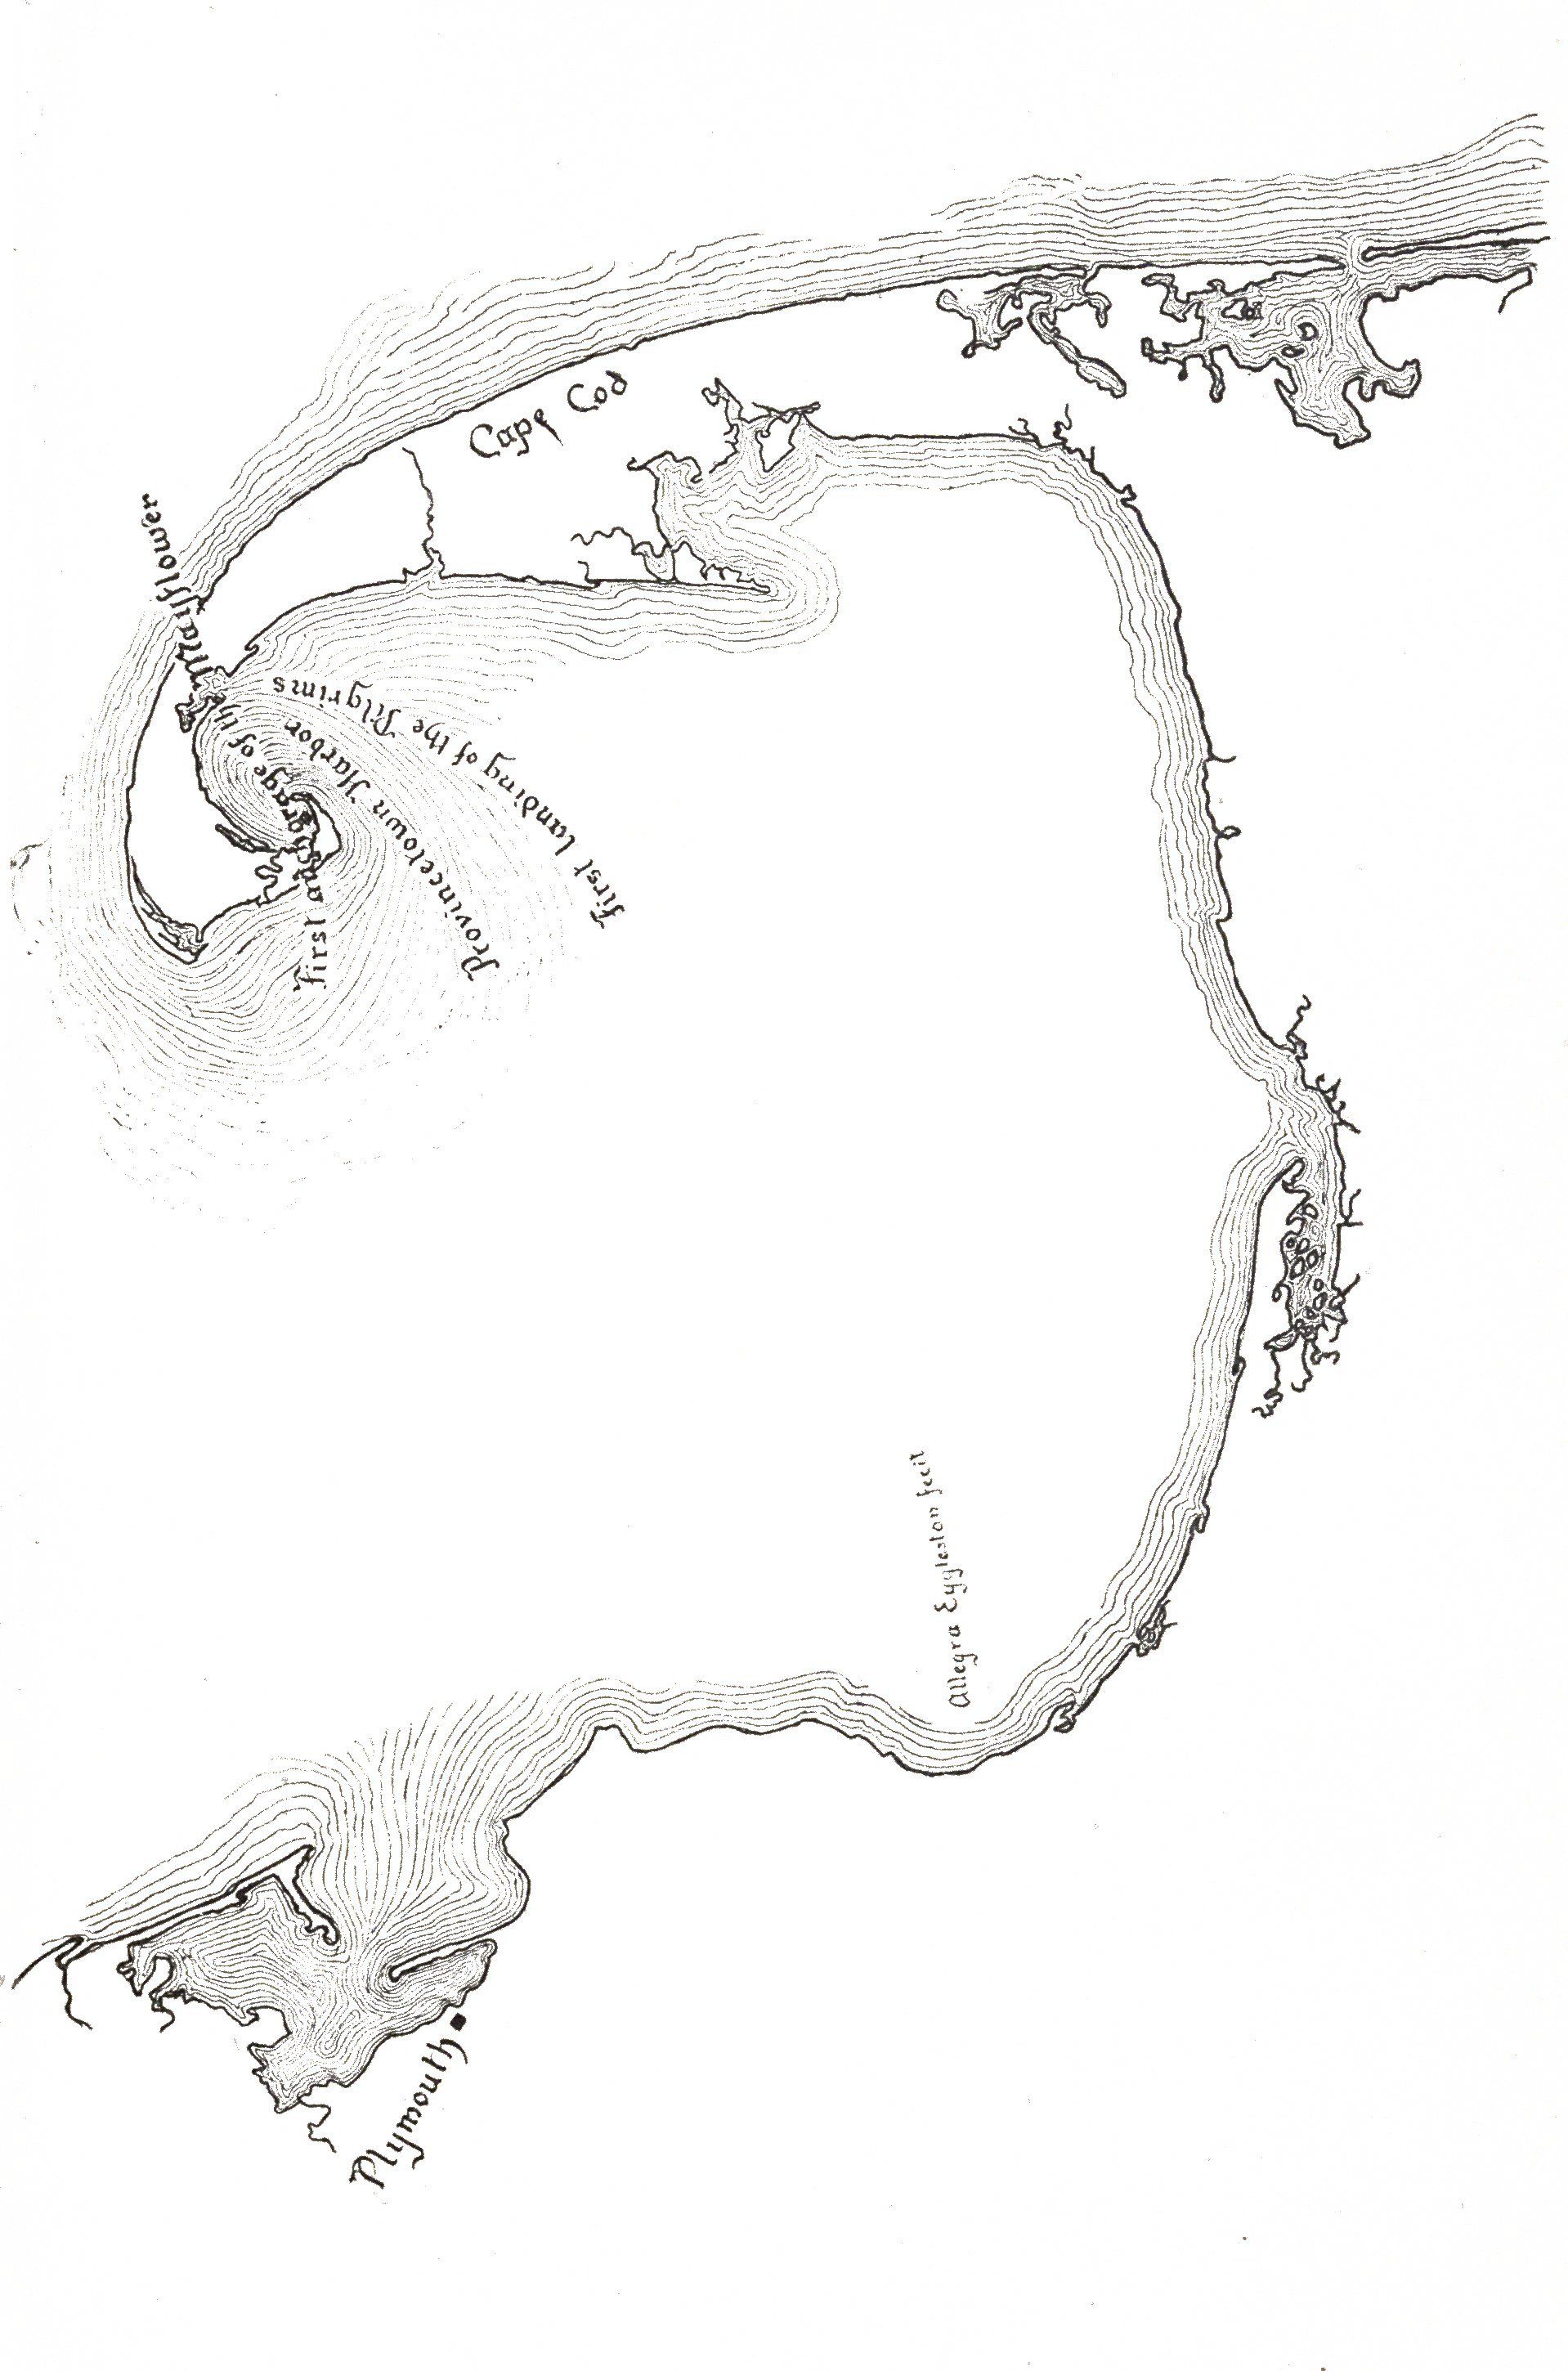 Cape Cod
First anchorage of the Mayflower
Provincetown Harbor
First landing of the Pilgrims
Allegra Eggleston fecit
Plymouth